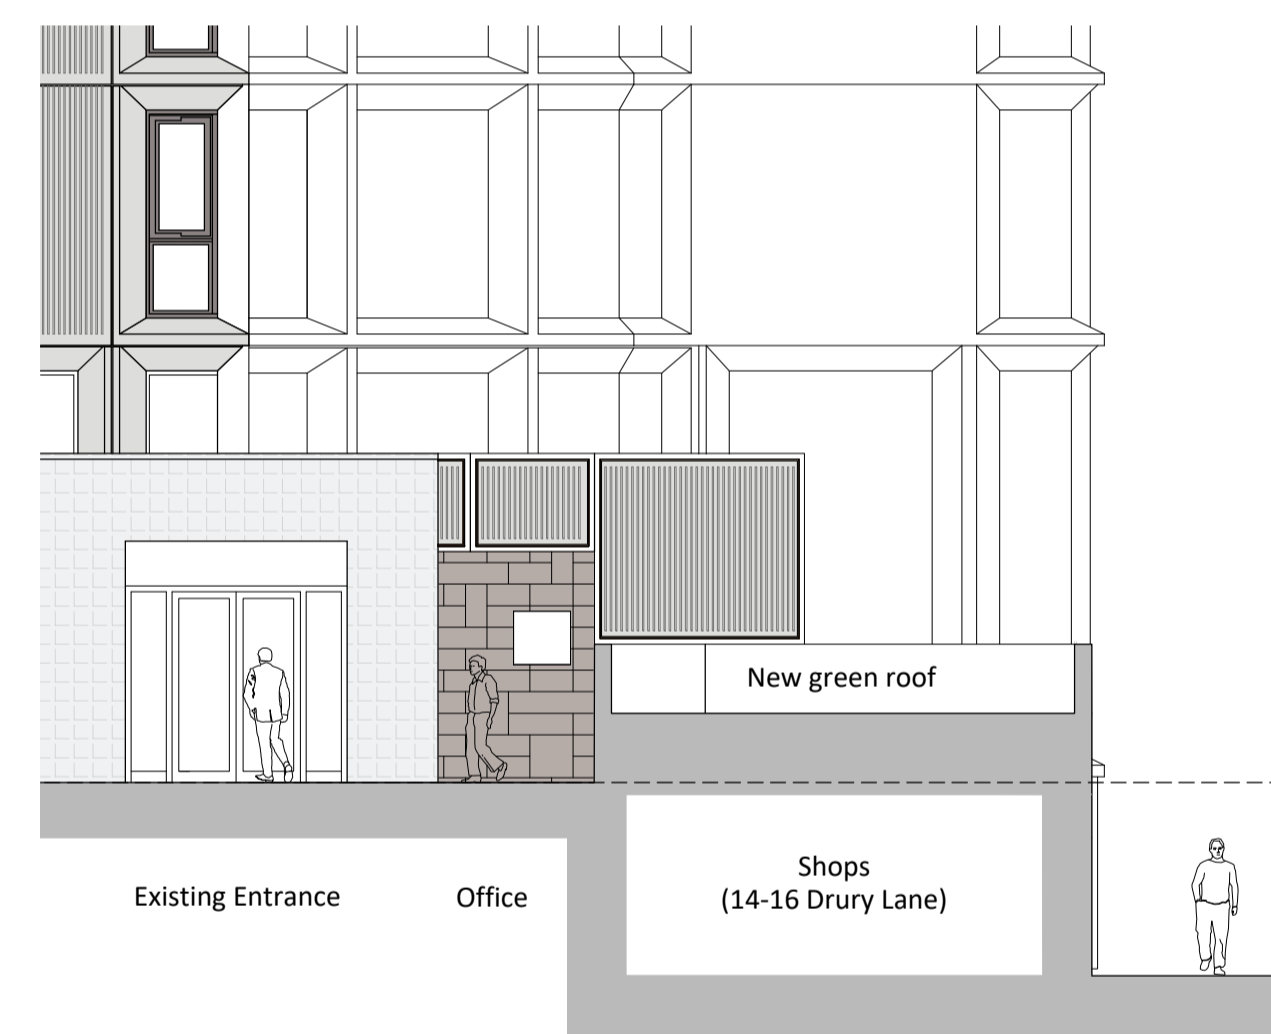 New green roof
Existing Entrance
Office
Shops
(14-16 Drury Lane)